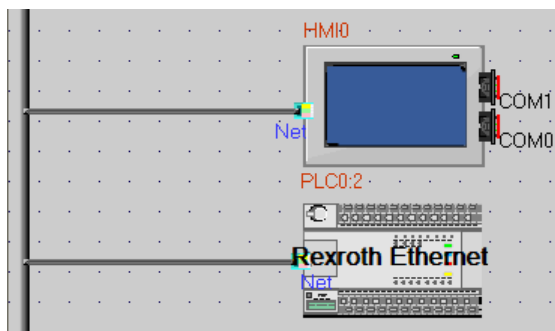 HMI0
COM1
Net
COM0
PLC0:2
Rexroth Ethernet
Net